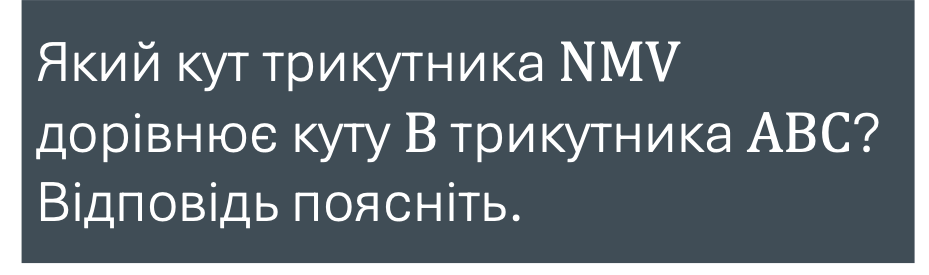 Який кут трикутника NMV
дорівнює куту B трикутника ABC?
Відповідь поясніть.